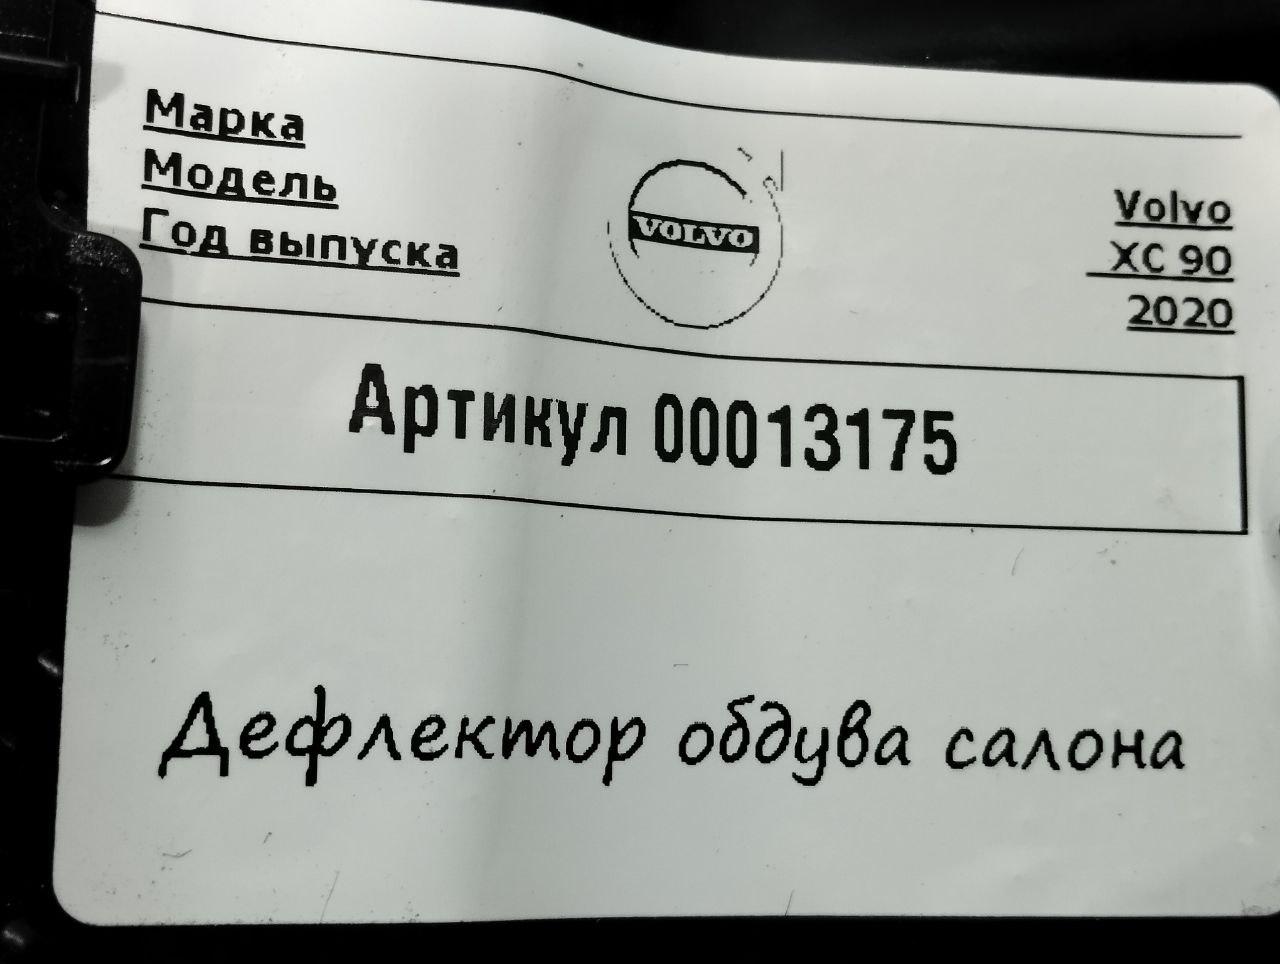 Марка
Модель
Год выпуска
VOLVO
Volvo
XC 90
2020
Артикул 00013175
Дефлектор обдува салона